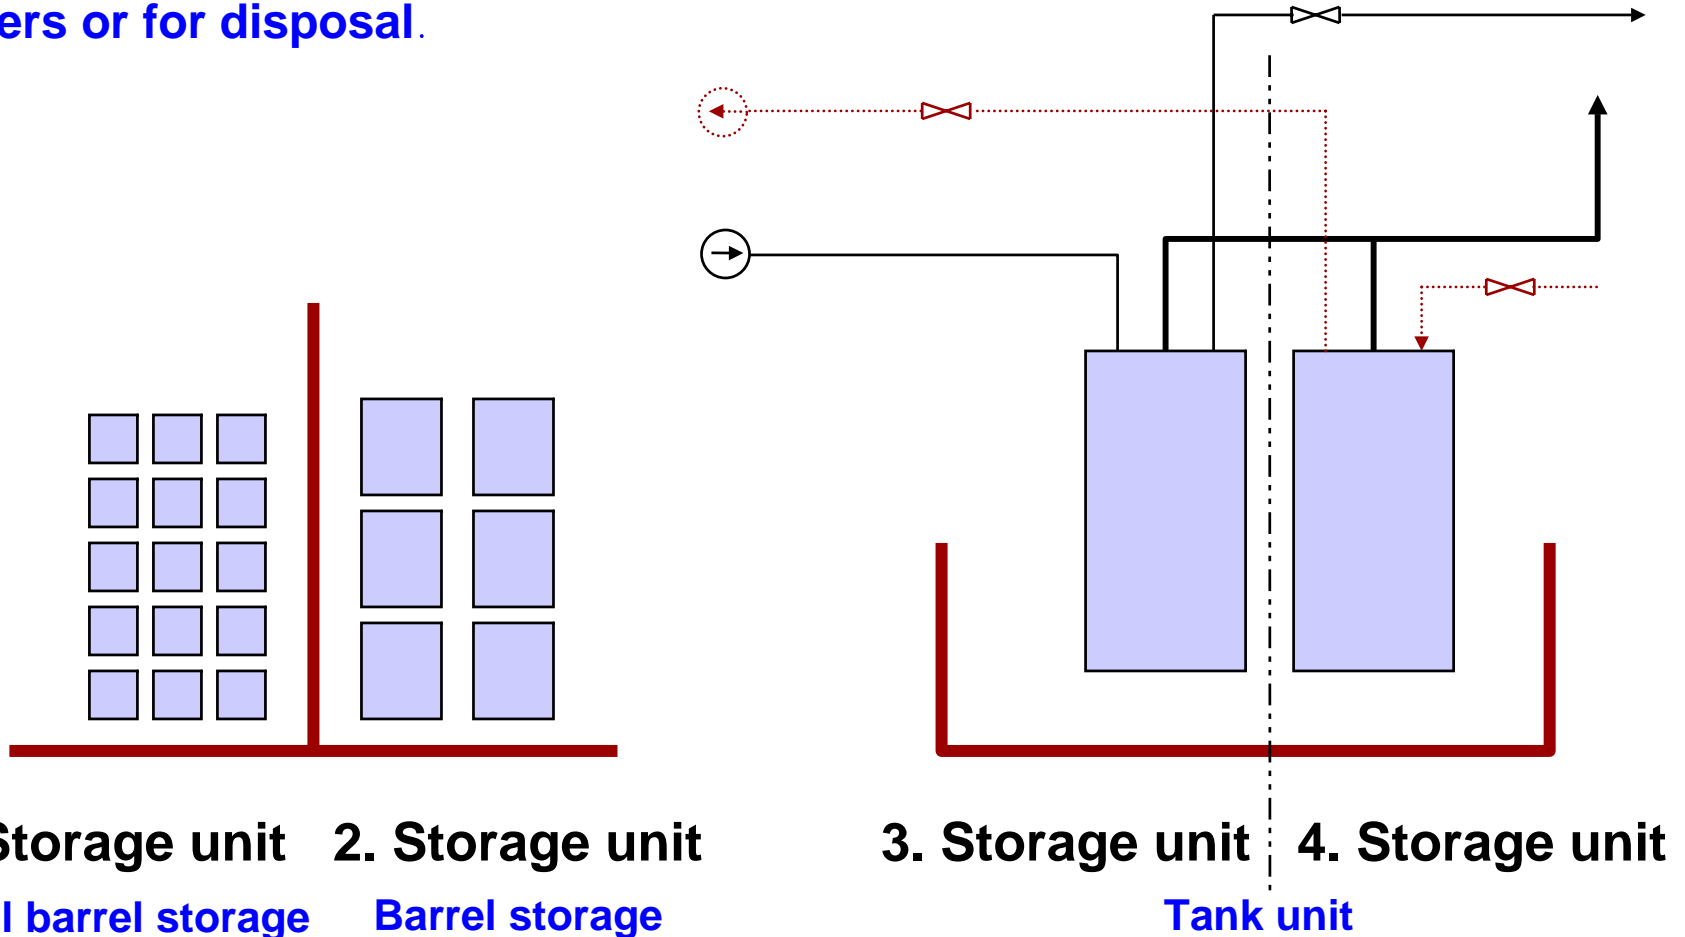 ers or for disposal.
Storage unit 2. Storage unit 3. Storage unit 4. Storage unit
l barrel storage Barrel storage Tank unit